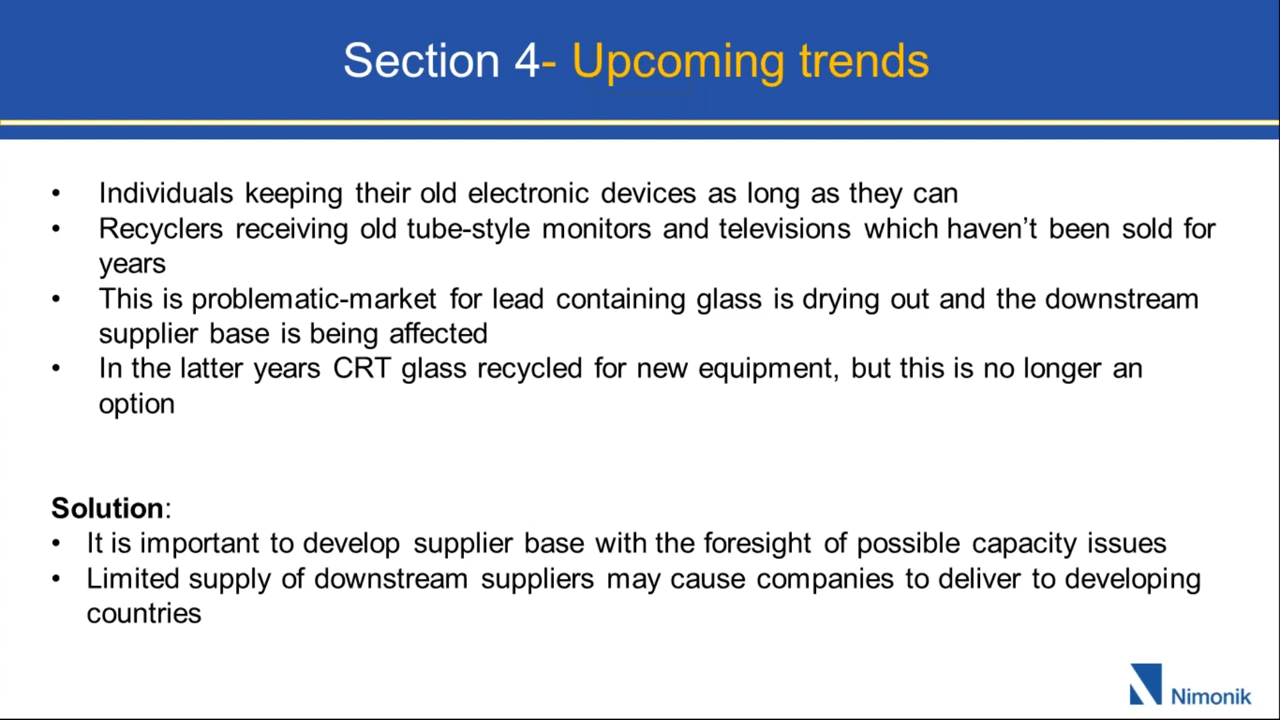 Section 4- Upcoming trends
• Individuals keeping their old electronic devices as long as they can
• Recyclers receiving old tube-style monitors and televisions which haven’t been sold for
years
• This is problematic-market for lead containing glass is drying out and the downstream
supplier base is being affected
• In the latter years CRT glass recycled for new equipment, but this is no longer an
option
Solution:
• It is important to develop supplier base with the foresight of possible capacity issues
• Limited supply of downstream suppliers may cause companies to deliver to developing
countries
Nimonik